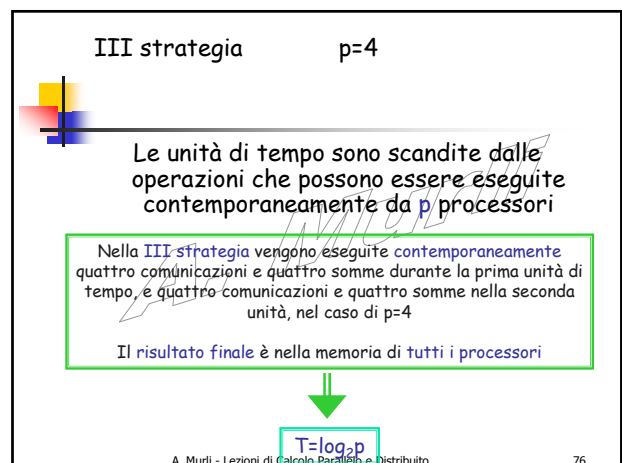 III strategia p=4
Le unità di tempo sono scandite dalle
operazioni che possono essere eseguite
contemporaneamente da p processori
Nella III strategia vengono eseguite contemporaneamente
quattro comunicazioni e quattro somme durante la prima unità di
tempo, e quattro comunicazioni e quattro somme nella seconda
unità, nel caso di p=4
Il risultato finale è nella memoria di tutti i processori
T=log₂p
A. Murli - Lezioni di Calcolo Parallelo e Distribuito 76
A. Murli